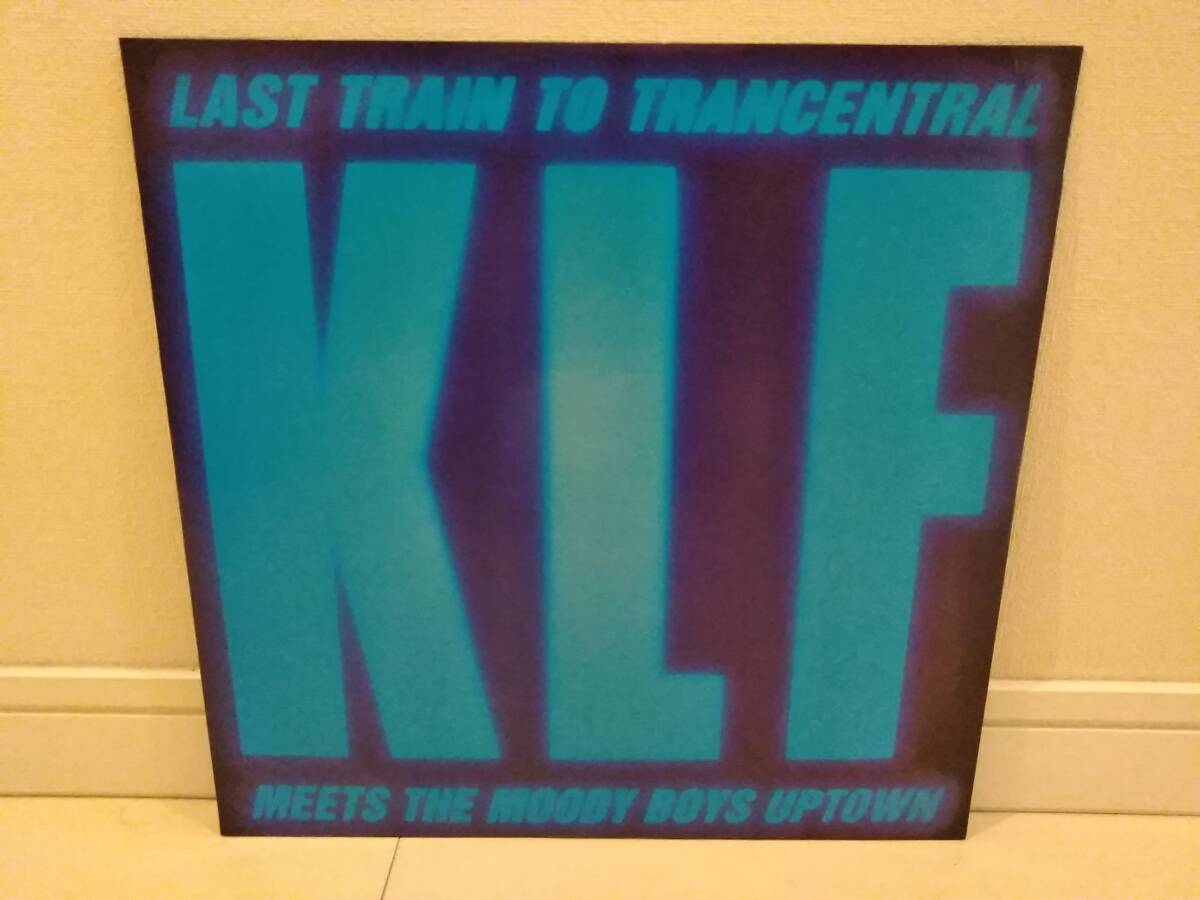 LAST TRAIN TO TRANCENTRAL
KLF
MEETS THE MOODY BOYS UPTOWN